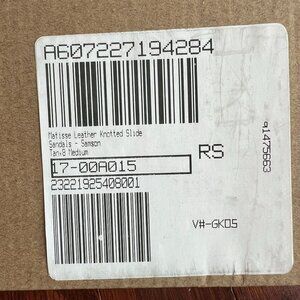 A607227194284
Matisse Leather Knotted Slide
Sandals - Samson
Tan,8 Medium
RS
17-00A015
23221925408001
91475663
V#-GK05